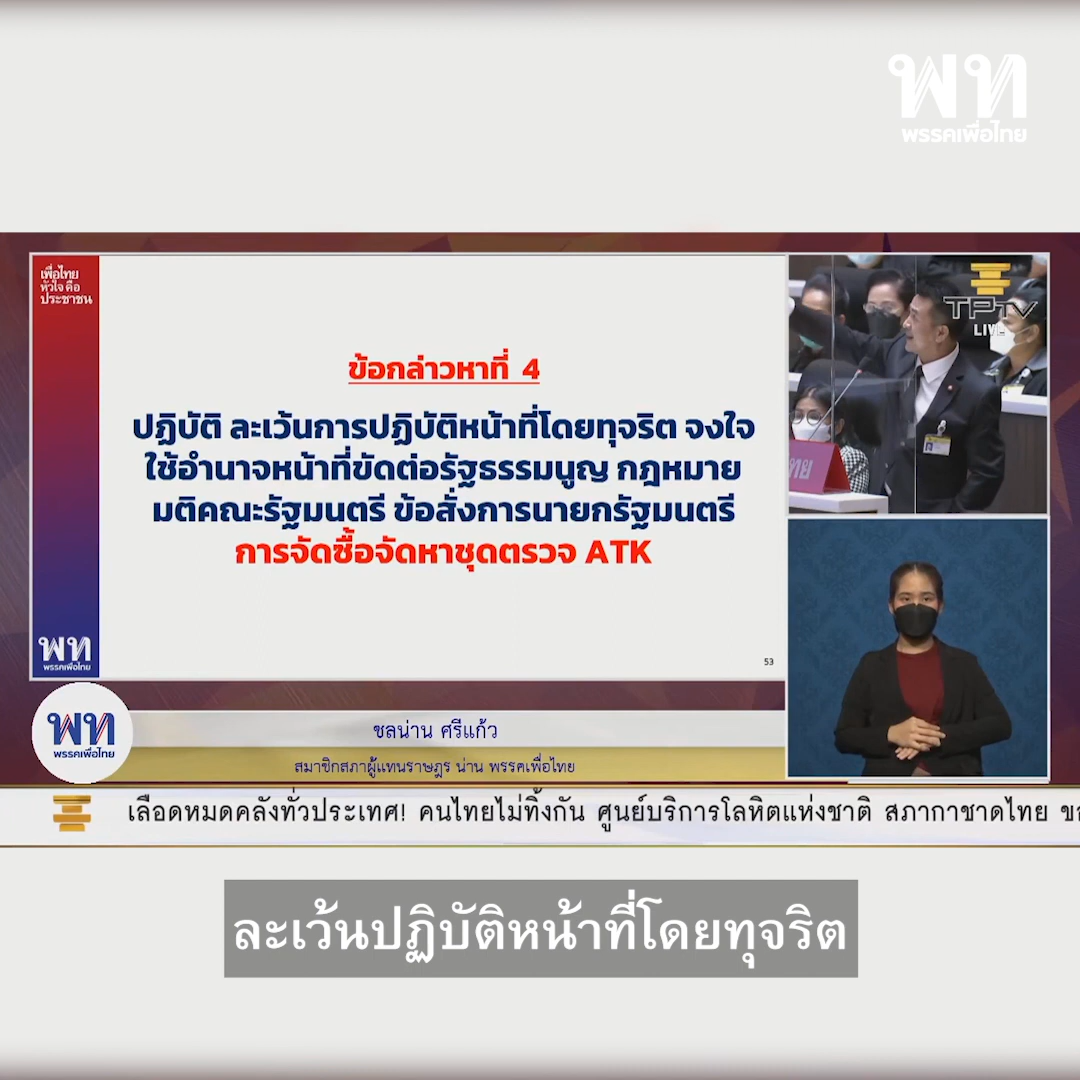 พท
พรรคเพื่อไทย
เพื่อไทย
หัวใจ คือ
ประชาชน
ข้อกล่าวหาที่ 4
ปฏิบัติ ละเว้นการปฏิบัติหน้าที่โดยทุจริต จงใจ
ใช้อำนาจหน้าที่ขัดต่อรัฐธรรมนูญ กฎหมาย
มติคณะรัฐมนตรี ข้อสั่งการนายกรัฐมนตรี
การจัดซื้อจัดหาชุดตรวจ ATK
53
พท
พรรคเพื่อไทย
TPTV
LIVE
ทย
พท
พรรคเพื่อไทย
ชลน่าน ศรีแก้ว
สมาชิกสภาผู้แทนราษฎร น่าน พรรคเพื่อไทย
เลือดหมดคลังทั่วประเทศ! คนไทยไม่ทิ้งกัน ศูนย์บริการโลหิตแห่งชาติ สภากาชาดไทย ขอ
ละเว้นปฏิบัติหน้าที่โดยทุจริต